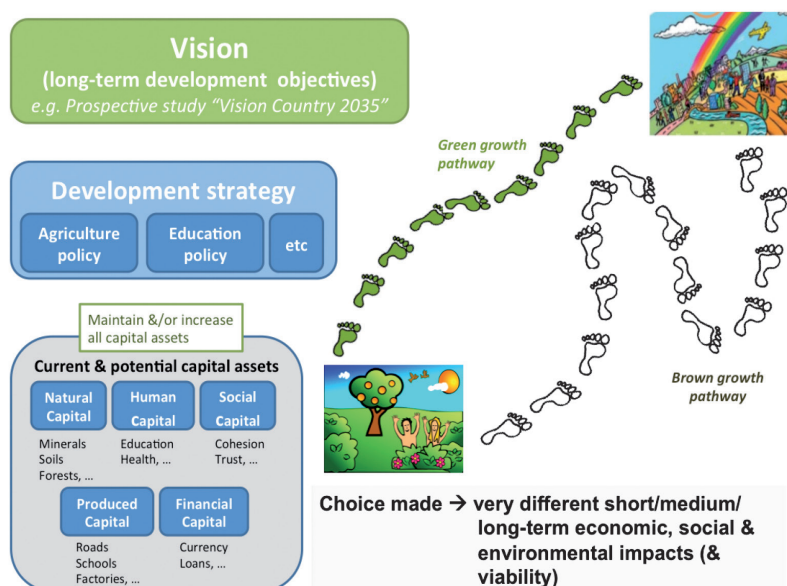 Vision
(long-term development objectives)
e.g. Prospective study “Vision Country 2035”
Development strategy
Agriculture
policy
Education
policy
etc
Maintain &/or increase
all capital assets
Current & potential capital assets
Natural
Capital
Human
Capital
Social
Capital
Minerals
Soils
Forests, ...
Education
Health, ...
Cohesion
Trust, ...
Produced
Capital
Financial
Capital
Roads
Schools
Factories, ...
Currency
Loans, ...
Green growth
pathway
Brown growth
pathway
Choice made → very different short/medium/
long-term economic, social &
environmental impacts (&
viability)